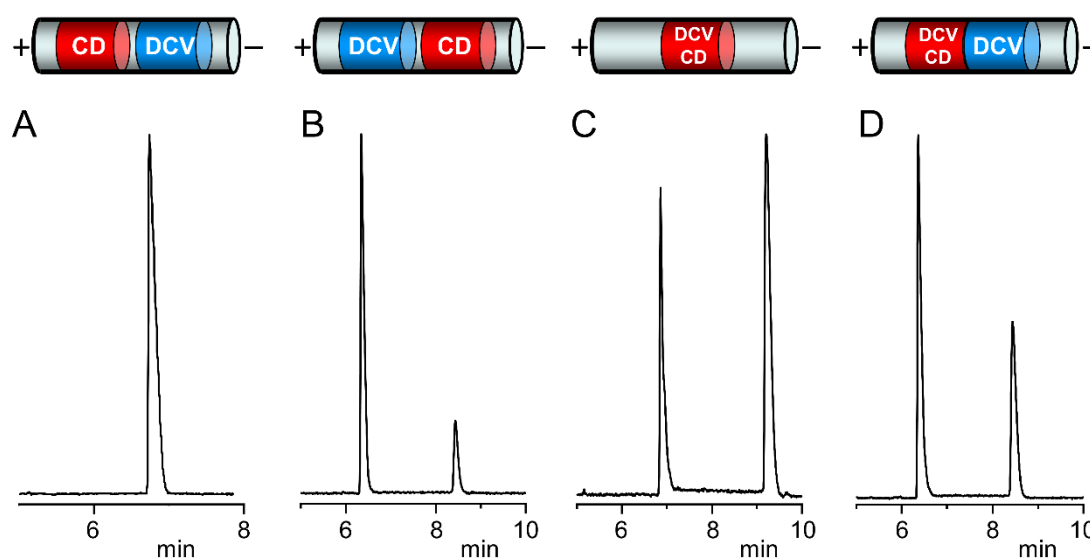 + CD DCV –
+ DCV CD –
+ DCV
CD –
+ DCV
CD DCV –
A
B
C
D
6 8
min
6 8 10
min
6 8 10
min
6 8 10
min